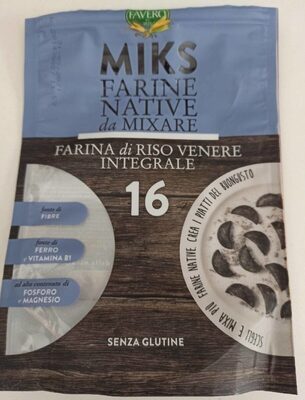 FAVERO
MIKS
FARINE
NATIVE
da MIXARE
FARINA di RISO VENERE
INTEGRALE
16
fonte di
FIBRE
fonte di
FERRO
e VITAMINA B1
ad alto contenuto di
FOSFORO
e MAGNESIO
SCEGLI E MIXA PIÙ FARINE NATIVE CREA I PIATTI DEL BUONGUSTO
SENZA GLUTINE